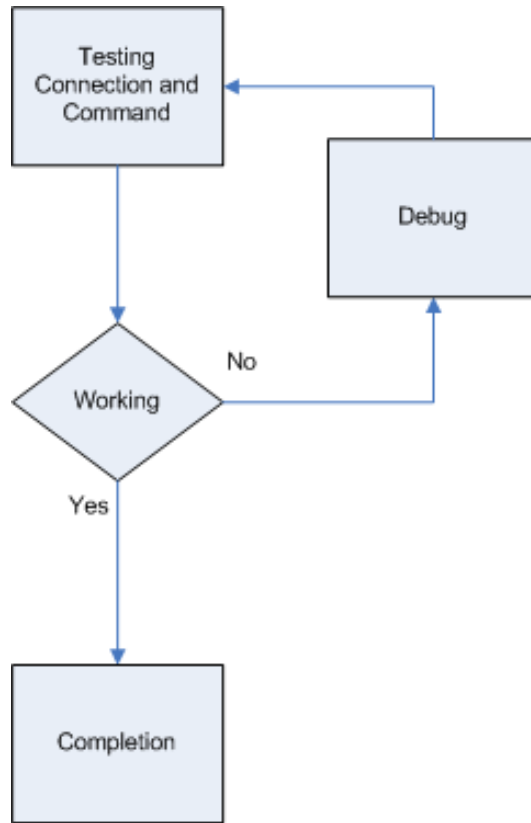 Testing
Connection and
Command
Debug
No
Working
Yes
Completion